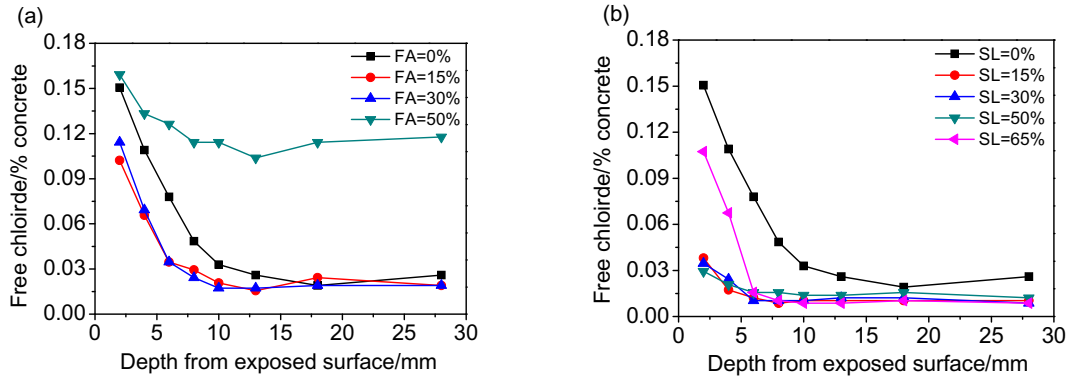 (a)
0.18
0.15
0.12
0.09
0.06
0.03
0.00
Free chloirde/% concrete
FA=0%
FA=15%
FA=30%
FA=50%
0 5 10 15 20 25 30
Depth from exposed surface/mm
(b)
0.18
0.15
0.12
0.09
0.06
0.03
0.00
Free chloirde/% concrete
SL=0%
SL=15%
SL=30%
SL=50%
SL=65%
0 5 10 15 20 25 30
Depth from exposed surface/mm